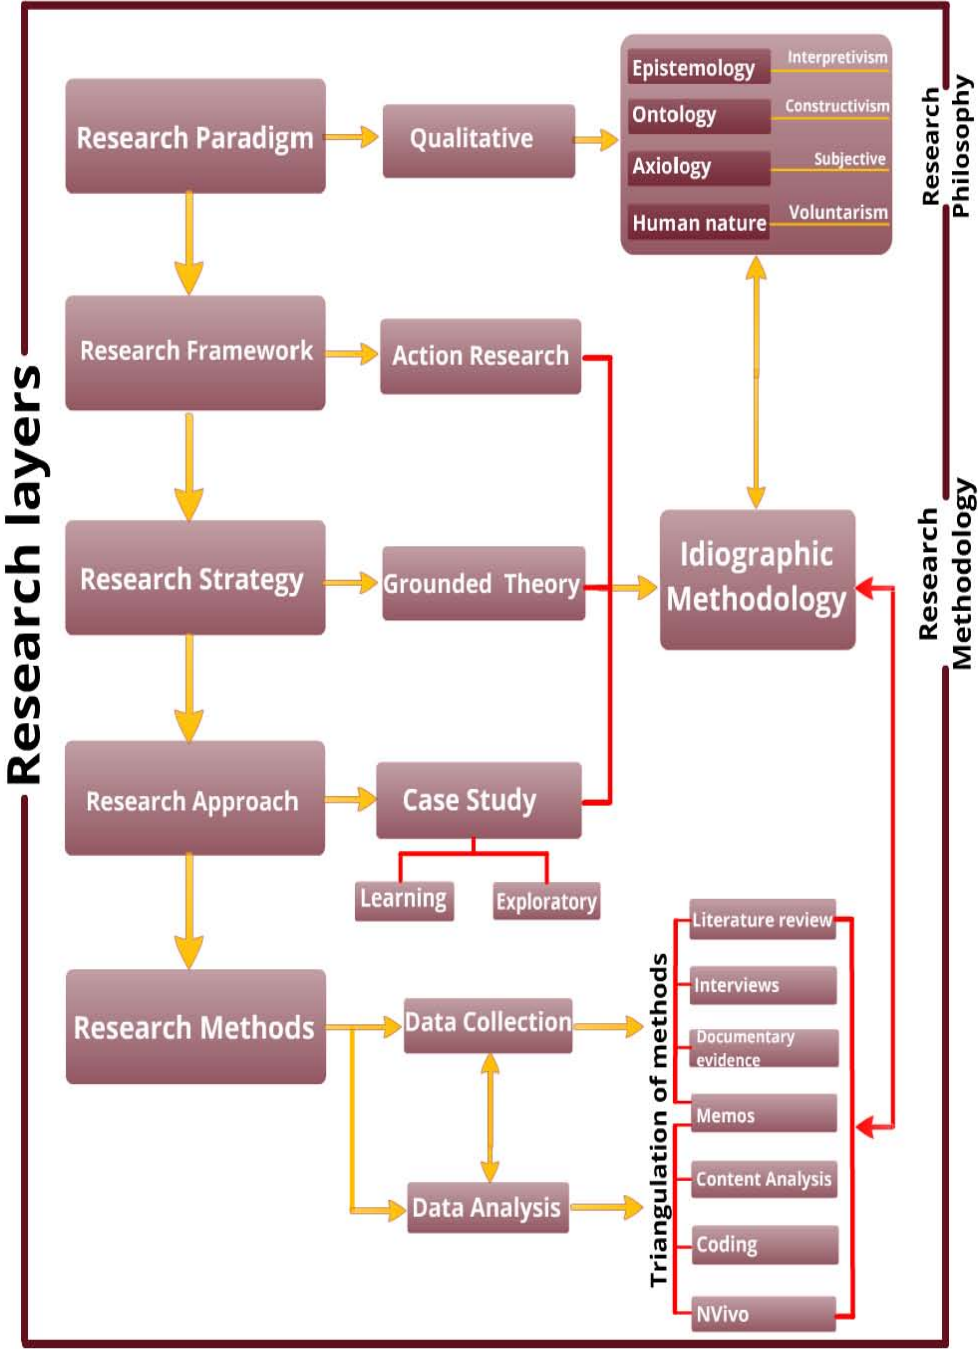 Research layers
Research Paradigm
Qualitative
Epistemology
Interpretivism
Ontology
Constructivism
Axiology
Subjective
Human nature
Voluntarism
Research
Philosophy
Research Framework
Action Research
Research Strategy
Grounded Theory
Idiographic
Methodology
Research
Methodology
Research Approach
Case Study
Learning
Exploratory
Research Methods
Data Collection
Data Analysis
Triangulation of methods
Literature review
Interviews
Documentary
evidence
Memos
Content Analysis
Coding
NVivo